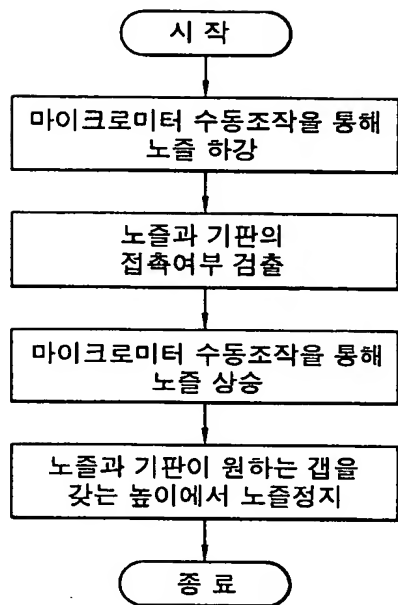 시 작
마이크로미터 수동조작을 통해
노즐 하강
노즐과 기판의
접촉여부 검출
마이크로미터 수동조작을 통해
노즐 상승
노즐과 기판이 원하는 갭을
갖는 높이에서 노즐정지
종 료